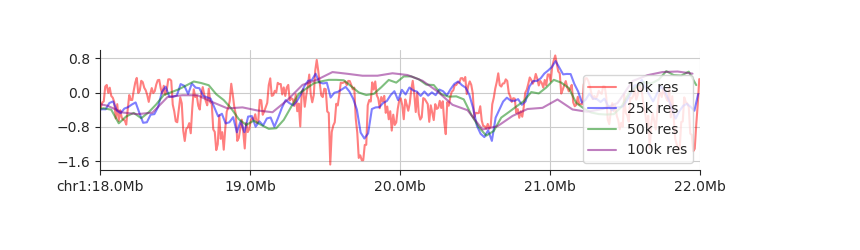 0.8
0.0
−0.8
−1.6
10k res
25k res
50k res
100k res
chr1:18.0Mb 19.0Mb 20.0Mb 21.0Mb 22.0Mb